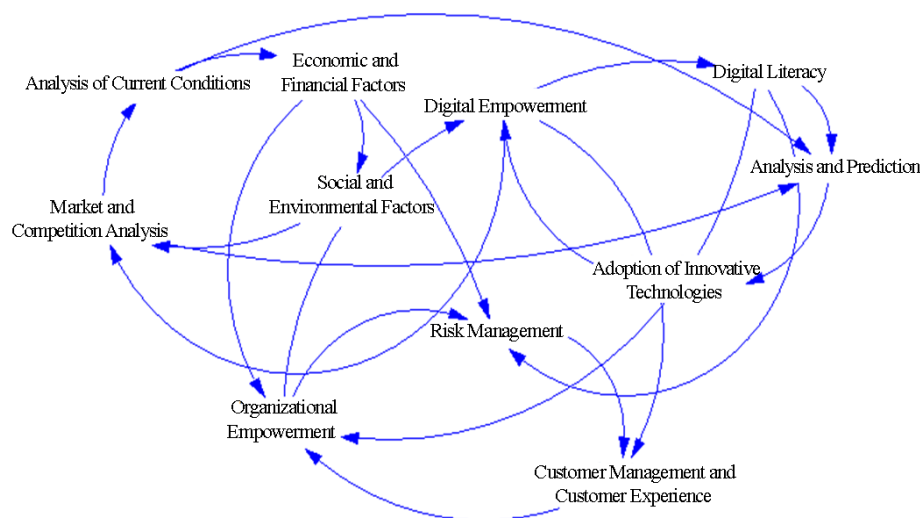 Economic and
Financial Factors
Analysis of Current Conditions
Digital Literacy
Digital Empowerment
Analysis and Prediction
Social and
Environmental Factors
Market and
Competition Analysis
Adoption of Innovative
Technologies
Risk Management
Organizational
Empowerment
Customer Management and
Customer Experience